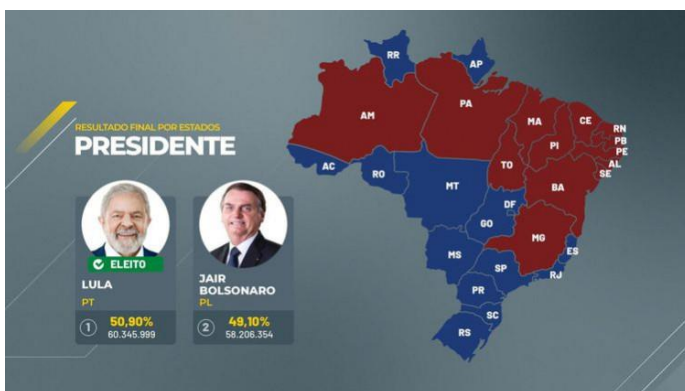 RESULTADO FINAL POR ESTADOS
PRESIDENTE
ELEITO
LULA
PT
1
50,90%
60.345.999
JAIR
BOLSONARO
PL
2
49,10%
58.206.354
RR
AP
AM
PA
MA
CE
RN
PB
PE
PI
AL
SE
AC
RO
TO
MT
BA
DF
GO
MG
ES
MS
SP
RJ
PR
SC
RS